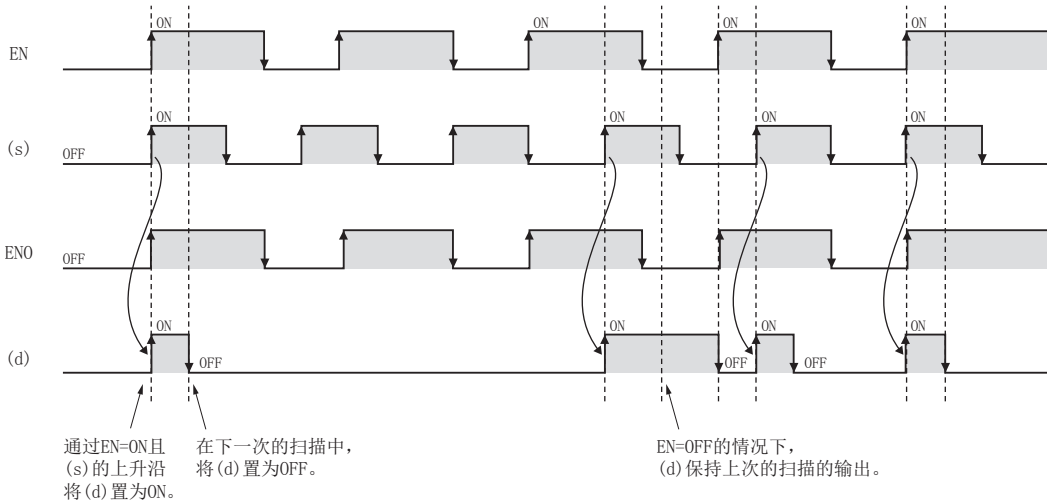 ON ON ON ON
EN
ON ON ON ON
(s)
OFF
ENO
OFF
ON ON ON ON
(d)
OFF OFF OFF
通过EN=ON且
(s)的上升沿
将(d)置为ON。
在下一次的扫描中,
将(d)置为OFF。
EN=OFF的情况下,
(d)保持上次的扫描的输出。